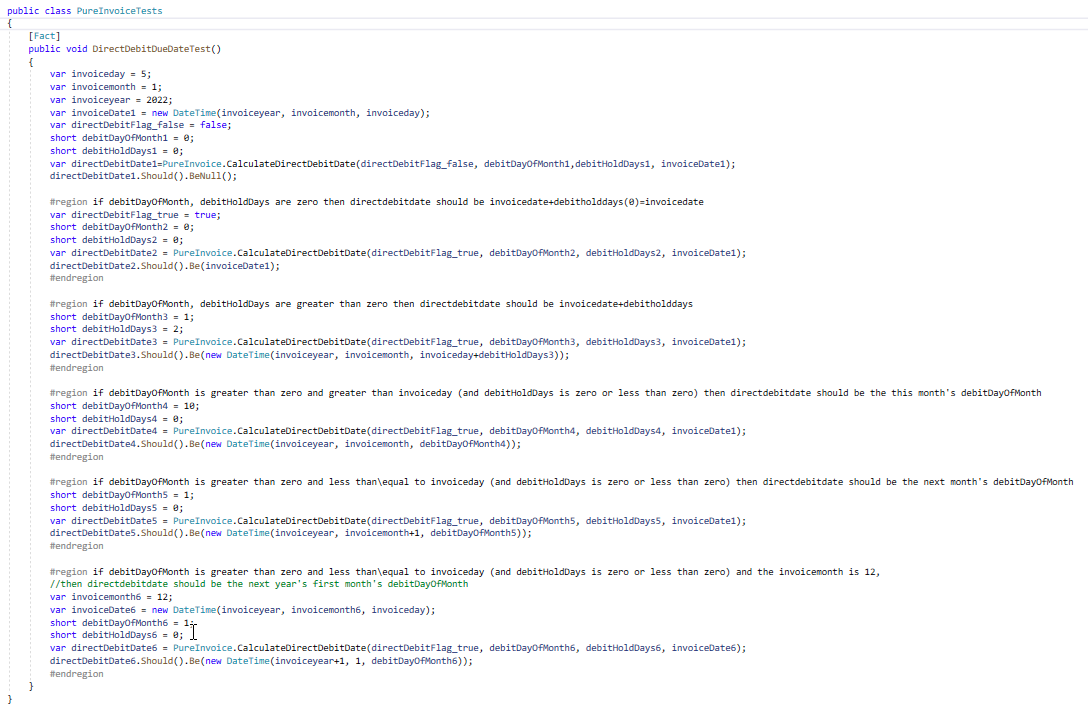 public class PureInvoiceTests
{
[Fact]
public void DirectDebitDueDateTest()
{
var invoiceday = 5;
var invoicemonth = 1;
var invoiceyear = 2022;
var invoiceDate1 = new DateTime(invoiceyear, invoicemonth, invoiceday);
var directDebitFlag_false = false;
short debitDayOfMonth1 = 0;
short debitHoldDays1 = 0;
var directDebitDate1=PureInvoice.CalculateDirectDebitDate(directDebitFlag_false, debitDayOfMonth1,debitHoldDays1, invoiceDate1);
directDebitDate1.Should().BeNull();
#region if debitDayOfMonth, debitHoldDays are zero then directdebitdate should be invoicedate+debitholddays(0)=invoicedate
var directDebitFlag_true = true;
short debitDayOfMonth2 = 0;
short debitHoldDays2 = 0;
var directDebitDate2 = PureInvoice.CalculateDirectDebitDate(directDebitFlag_true, debitDayOfMonth2, debitHoldDays2, invoiceDate1);
directDebitDate2.Should().Be(invoiceDate1);
#endregion
#region if debitDayOfMonth, debitHoldDays are greater than zero then directdebitdate should be invoicedate+debitholddays
short debitDayOfMonth3 = 1;
short debitHoldDays3 = 2;
var directDebitDate3 = PureInvoice.CalculateDirectDebitDate(directDebitFlag_true, debitDayOfMonth3, debitHoldDays3, invoiceDate1);
directDebitDate3.Should().Be(new DateTime(invoiceyear, invoicemonth, invoiceday+debitHoldDays3));
#endregion
#region if debitDayOfMonth is greater than zero and greater than invoiceday (and debitHoldDays is zero or less than zero) then directdebitdate should be the this month's debitDayOfMonth
short debitDayOfMonth4 = 10;
short debitHoldDays4 = 0;
var directDebitDate4 = PureInvoice.CalculateDirectDebitDate(directDebitFlag_true, debitDayOfMonth4, debitHoldDays4, invoiceDate1);
directDebitDate4.Should().Be(new DateTime(invoiceyear, invoicemonth, debitDayOfMonth4));
#endregion
#region if debitDayOfMonth is greater than zero and less than\equal to invoiceday (and debitHoldDays is zero or less than zero) then directdebitdate should be the next month's debitDayOfMonth
short debitDayOfMonth5 = 1;
short debitHoldDays5 = 0;
var directDebitDate5 = PureInvoice.CalculateDirectDebitDate(directDebitFlag_true, debitDayOfMonth5, debitHoldDays5, invoiceDate1);
directDebitDate5.Should().Be(new DateTime(invoiceyear, invoicemonth+1, debitDayOfMonth5));
#endregion
#region if debitDayOfMonth is greater than zero and less than\equal to invoiceday (and debitHoldDays is zero or less than zero) and the invoicemonth is 12,
//then directdebitdate should be the next year's first month's debitDayOfMonth
var invoicemonth6 = 12;
var invoiceDate6 = new DateTime(invoiceyear, invoicemonth6, invoiceday);
short debitDayOfMonth6 = 1;
short debitHoldDays6 = 0;
var directDebitDate6 = PureInvoice.CalculateDirectDebitDate(directDebitFlag_true, debitDayOfMonth6, debitHoldDays6, invoiceDate6);
directDebitDate6.Should().Be(new DateTime(invoiceyear+1, 1, debitDayOfMonth6));
#endregion
}
}